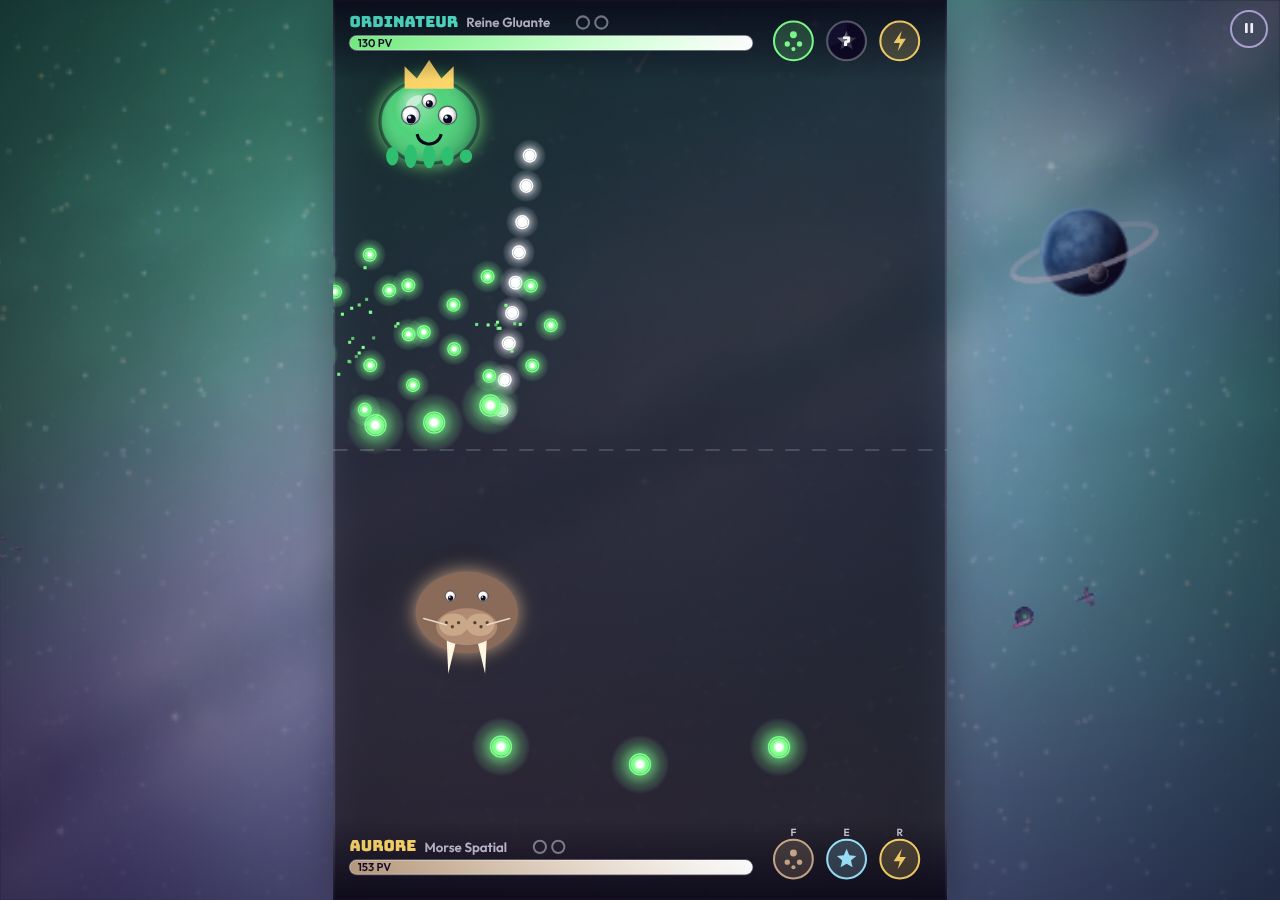 ORDINATEUR Reine Gluante
130 PV
?
F E R
AURORE Morse Spatial
153 PV